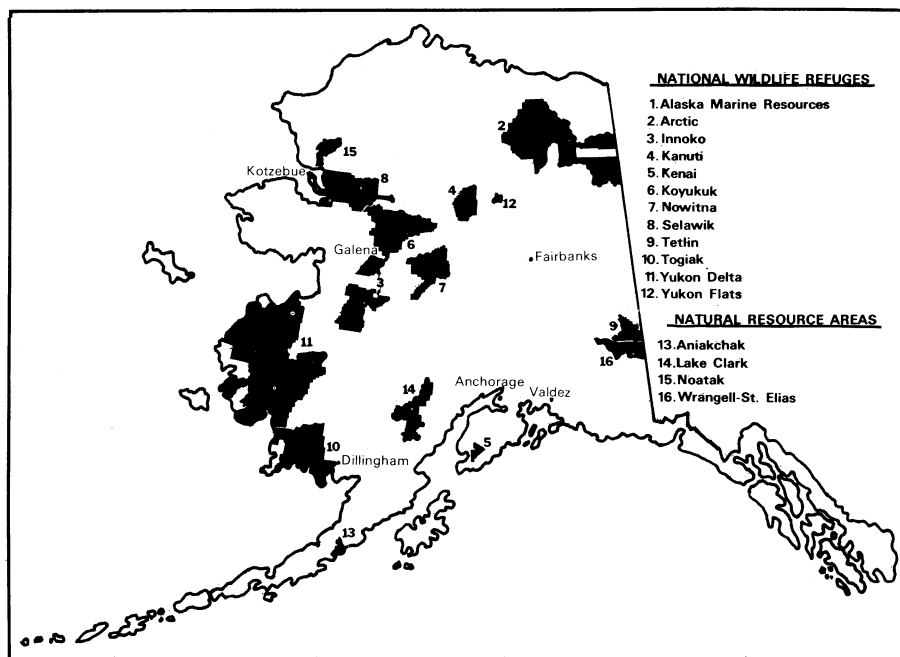 NATIONAL WILDLIFE REFUGES
1. Alaska Marine Resources
2 Arctic
3 Innoko
4 Kanuti
5 Kenai
6 Koyukuk
7 Nowitna
8 Selawik
9 Tetlin
10. Togiak
11. Yukon Delta
12. Yukon Flats
NATURAL RESOURCE AREAS
13. Aniakchak
14. Lake Clark
15. Noatak
16. Wrangell-St. Elias
2
15
Kotzebue
8
4
12
Galena
6
Fairbanks
3
7
9
11
16
14
Anchorage
Valdez
10
5
Dillingham
13